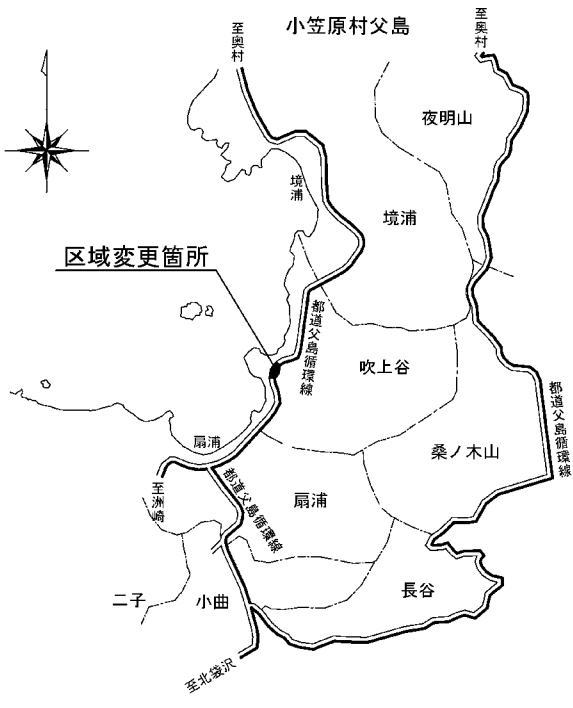 小笠原村父島
至奥村
至奥村
夜明山
境浦
境浦
区域変更箇所
都道父島循環線
吹上谷
都道父島循環線
扇浦
桑ノ木山
至洲崎
都道父島循環線
扇浦
二子
小曲
長谷
至北袋沢